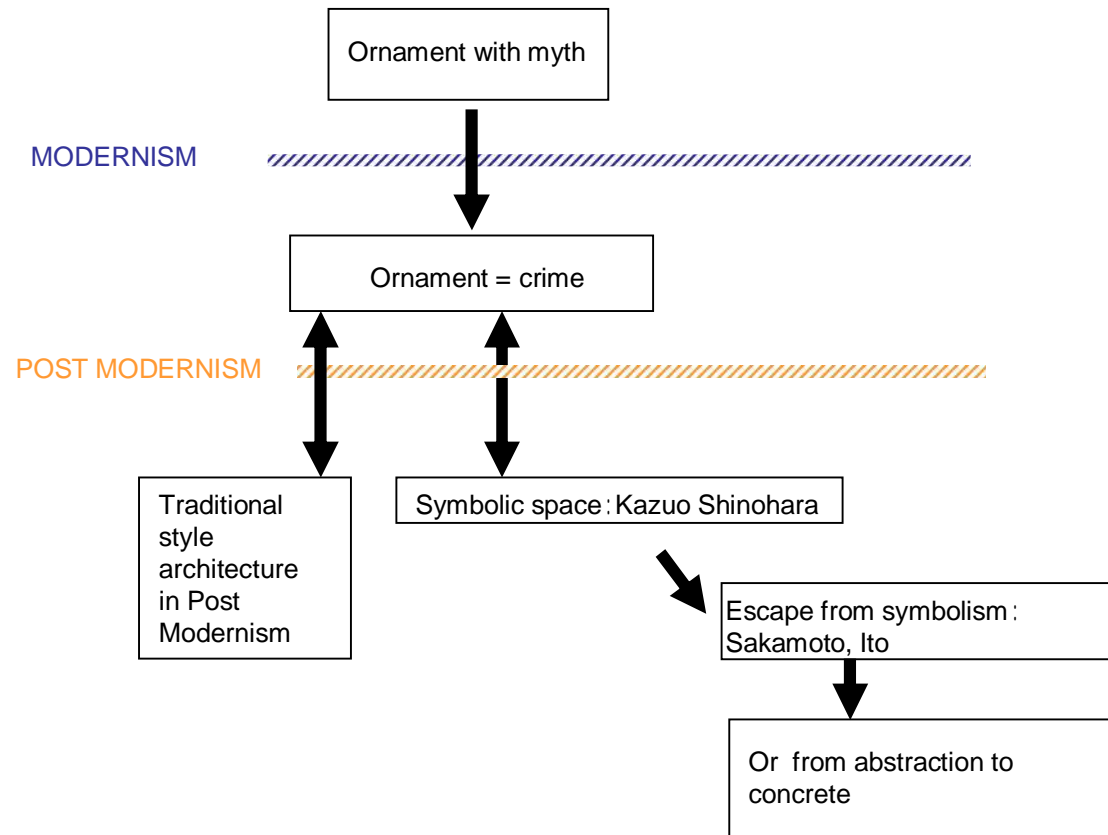 Ornament with myth
MODERNISM
Ornament = crime
POST MODERNISM
Traditional
style
architecture
in Post
Modernism
Symbolic space：Kazuo Shinohara
Escape from symbolism：
Sakamoto, Ito
Or from abstraction to
concrete